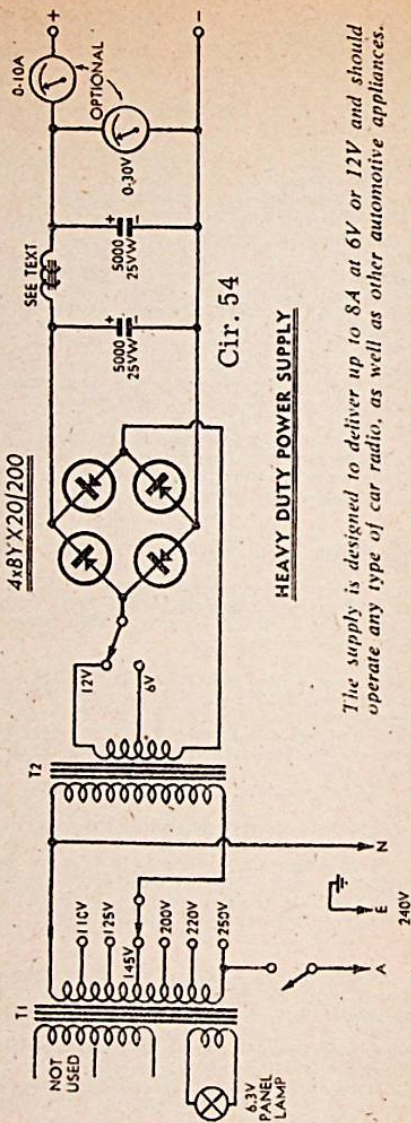 T1
NOT
USED
6.3V
PANEL
LAMP
110V
125V
145V
200V
220V
250V
A
E
N
240V
T2
12V
6V
4xBYX20/200
5000
25VW
+
-
SEE TEXT
5000
25VW
+
-
0-30V
OPTIONAL
0-10A
+
-
Cir. 54
HEAVY DUTY POWER SUPPLY
The supply is designed to deliver up to 8A at 6V or 12V and should
operate any type of car radio, as well as other automotive appliances.